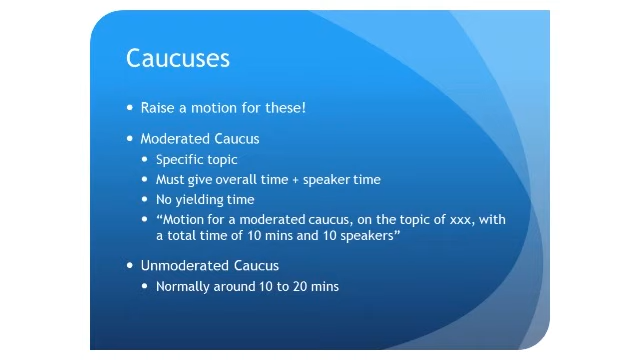 Caucuses
• Raise a motion for these!
• Moderated Caucus
• Specific topic
• Must give overall time + speaker time
• No yielding time
• “Motion for a moderated caucus, on the topic of xxx, with
a total time of 10 mins and 10 speakers”
• Unmoderated Caucus
• Normally around 10 to 20 mins